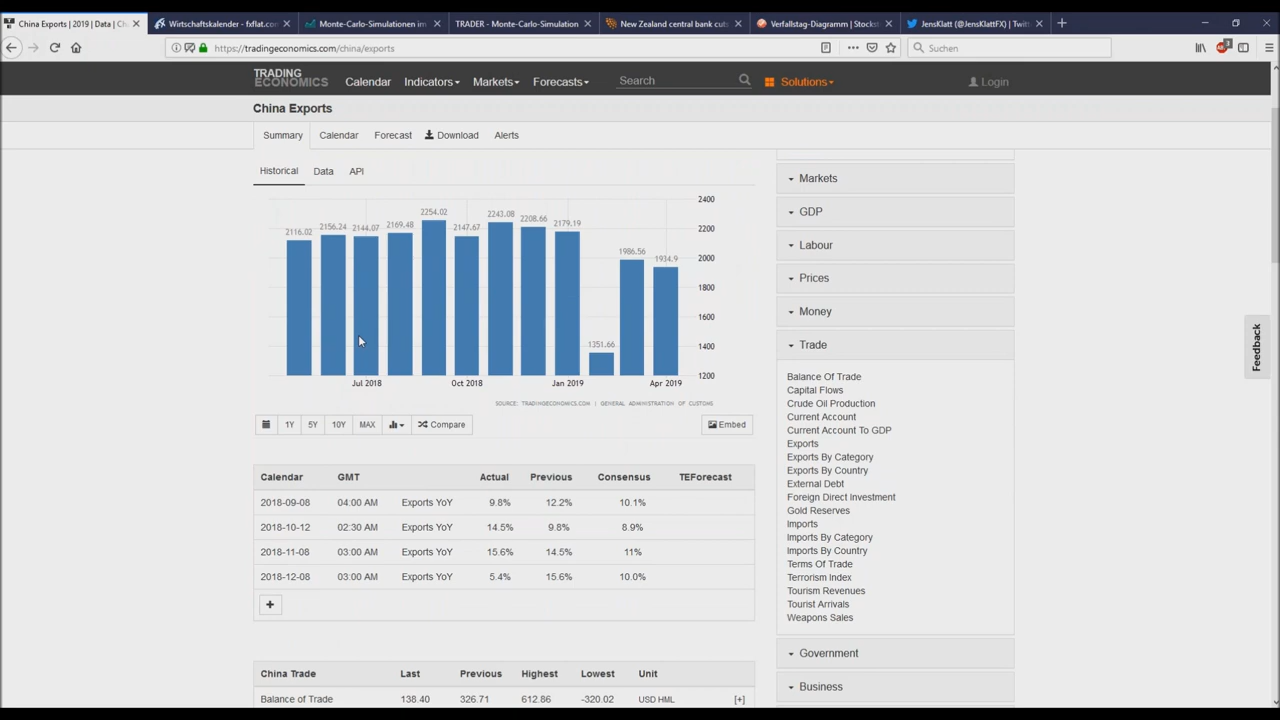 China Exports | 2019 | Data | Cha
Wirtschaftskalender - fxflat.com
Monte-Carlo-Simulationen im
TRADER - Monte-Carlo-Simulation
New Zealand central bank cuts
Verfallstag-Diagramm | Stocks
JensKlatt (@JensKlattFX) | Twitt
https://tradingeconomics.com/china/exports
Suchen
TRADING ECONOMICS
Calendar Indicators Markets Forecasts
Search
Solutions
Login
China Exports
Summary Calendar Forecast Download Alerts
Historical Data API
2400
2200
2000
1800
1600
1400
1200
2116.02 2156.24 2144.07 2169.48 2254.02 2147.67 2243.08 2208.66 2179.19 1351.66 1986.56 1934.9
Jul 2018 Oct 2018 Jan 2019 Apr 2019
SOURCE: TRADINGECONOMICS.COM | GENERAL ADMINISTRATION OF CUSTOMS
1Y 5Y 10Y MAX Compare Embed
Calendar GMT Actual Previous Consensus TEForecast
2018-09-08 04:00 AM Exports YoY 9.8% 12.2% 10.1%
2018-10-12 02:30 AM Exports YoY 14.5% 9.8% 8.9%
2018-11-08 03:00 AM Exports YoY 15.6% 14.5% 11%
2018-12-08 03:00 AM Exports YoY 5.4% 15.6% 10.0%
+
China Trade Last Previous Highest Lowest Unit
Balance of Trade 138.40 326.71 612.86 -320.02 USD HML [+]
Markets
GDP
Labour
Prices
Money
Trade
Balance Of Trade
Capital Flows
Crude Oil Production
Current Account
Current Account To GDP
Exports
Exports By Category
Exports By Country
External Debt
Foreign Direct Investment
Gold Reserves
Imports
Imports By Category
Imports By Country
Terms Of Trade
Terrorism Index
Tourism Revenues
Tourist Arrivals
Weapons Sales
Government
Business
Feedback